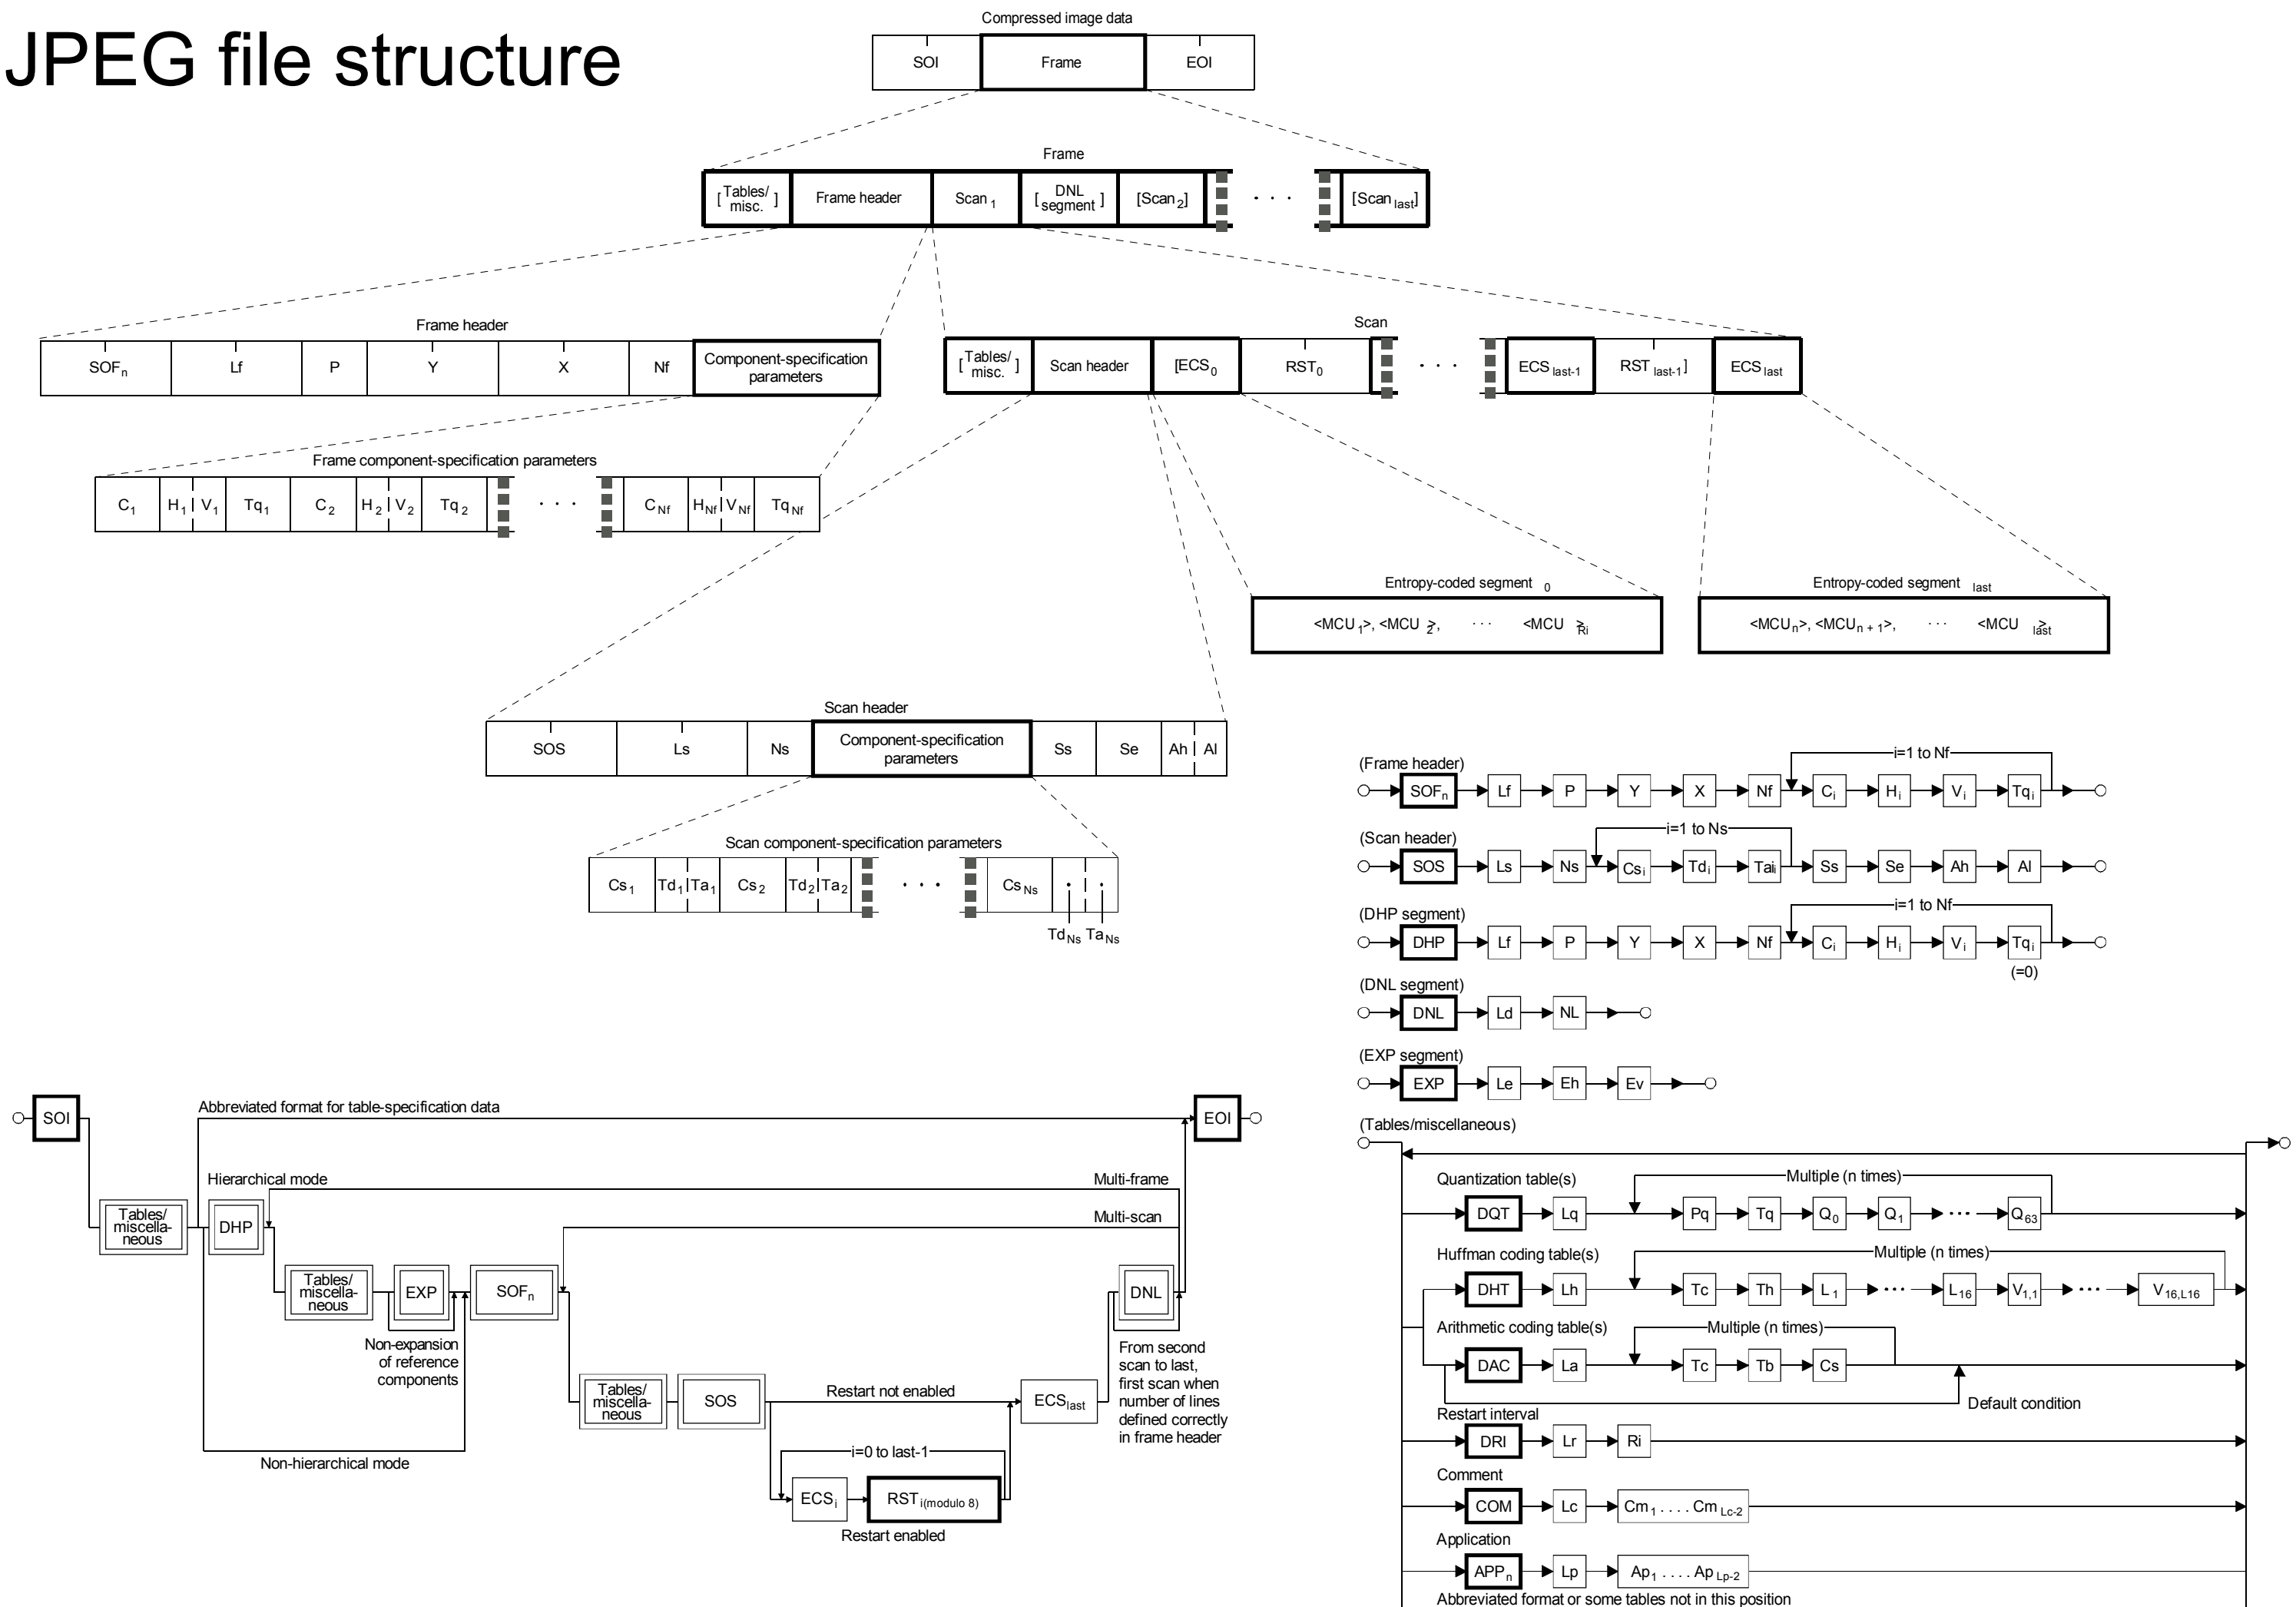 JPEG file structure
Compressed image data
SOI Frame EOI
Frame
[Tables/ misc.] Frame header Scan1 [DNL segment] [Scan2] · · · [Scan last]
Frame header
SOFn Lf P Y X Nf Component-specification parameters
Scan
[Tables/ misc.] Scan header [ECS0 RST0 · · · ECS last-1 RST last-1] ECS last
Frame component-specification parameters
C1 H1 V1 Tq1 C2 H2 V2 Tq2 · · · CNf HNf VNf TqNf
Entropy-coded segment 0
<MCU1>, <MCU2>, · · · <MCU Ri>
Entropy-coded segment last
<MCUn>, <MCUn + 1>, · · · <MCU last>
Scan header
SOS Ls Ns Component-specification parameters Ss Se Ah Al
Scan component-specification parameters
Cs1 Td1 Ta1 Cs2 Td2 Ta2 · · · CsNs · ·
TdNs TaNs
(Frame header)
i=1 to Nf
SOFn Lf P Y X Nf Ci Hi Vi Tqi
(Scan header)
i=1 to Ns
SOS Ls Ns Csi Tdi Taii Ss Se Ah Al
(DHP segment)
i=1 to Nf
DHP Lf P Y X Nf Ci Hi Vi Tqi
(=0)
(DNL segment)
DNL Ld NL
(EXP segment)
EXP Le Eh Ev
(Tables/miscellaneous)
Quantization table(s)
Multiple (n times)
DQT Lq Pq Tq Q0 Q1 · · · Q63
Huffman coding table(s)
Multiple (n times)
DHT Lh Tc Th L1 · · · L16 V1,1 · · · V16,L16
Arithmetic coding table(s)
Multiple (n times)
DAC La Tc Tb Cs
Default condition
Restart interval
DRI Lr Ri
Comment
COM Lc Cm1 . . . . Cm Lc-2
Application
APPn Lp Ap1 . . . . Ap Lp-2
Abbreviated format or some tables not in this position
SOI
Abbreviated format for table-specification data
EOI
Hierarchical mode
Multi-frame
Tables/
miscella-
neous
DHP
Multi-scan
Tables/
miscella-
neous
EXP
SOFn
DNL
Non-expansion
of reference
components
From second
scan to last,
first scan when
number of lines
defined correctly
in frame header
Tables/
miscella-
neous
SOS
Restart not enabled
ECSlast
Non-hierarchical mode
i=0 to last-1
ECSi RST i(modulo 8)
Restart enabled